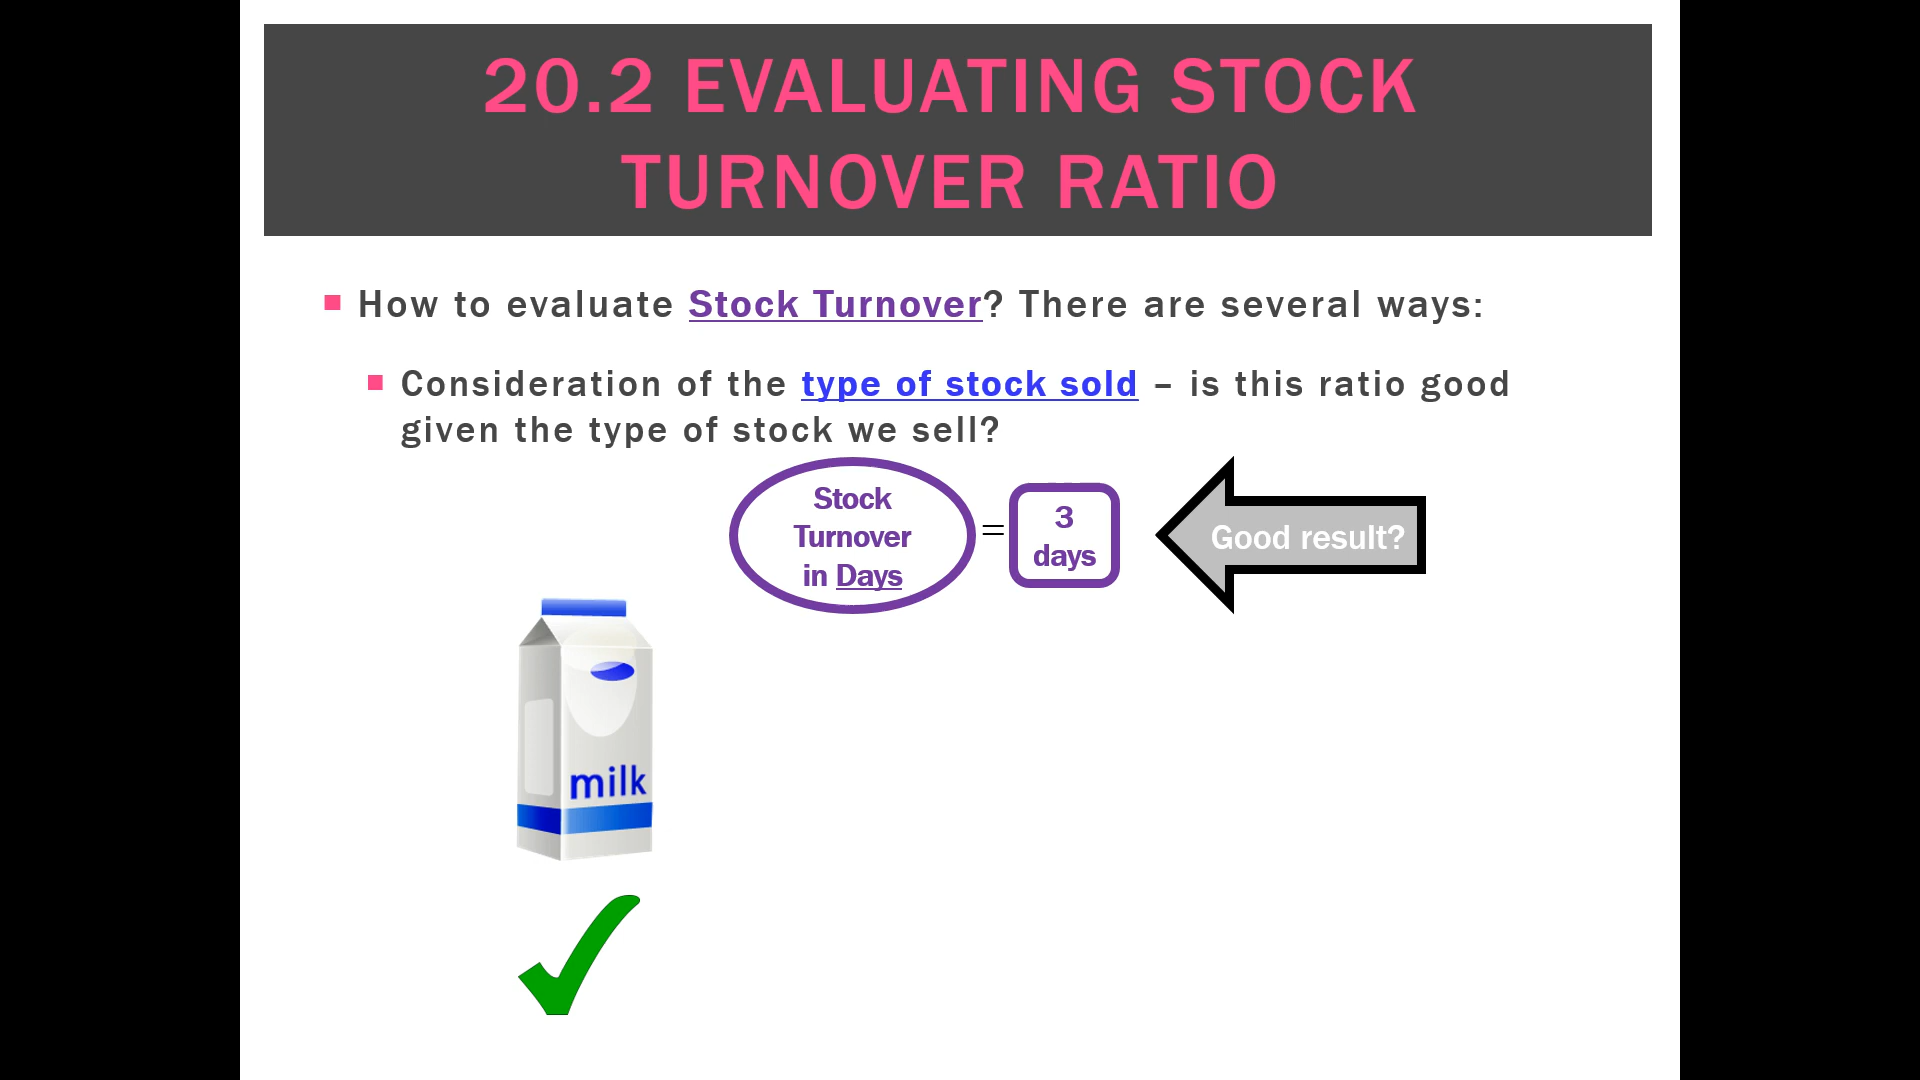 20.2 EVALUATING STOCK
TURNOVER RATIO
How to evaluate Stock Turnover? There are several ways:
Consideration of the type of stock sold – is this ratio good
given the type of stock we sell?
Stock
Turnover
in Days
=
3
days
Good result?
milk